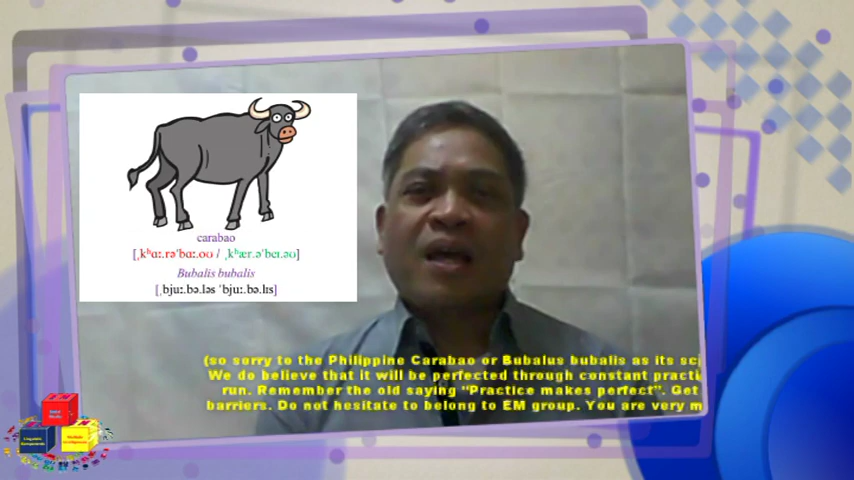 carabao
[ˌkʰɑː.rəˈbɑː.oʊ / ˌkʰær.əˈbɑɪ.əʊ]
Bubalis bubalis
[ˌbjuː.bə.ləs ˈbjuː.bə.lɪs]
(so sorry to the Philippine Carabao or Bubalus bubalis as its sc
We do believe that it will be perfected through constant practi
run. Remember the old saying "Practice makes perfect". Get
barriers. Do not hesitate to belong to EM group. You are very m